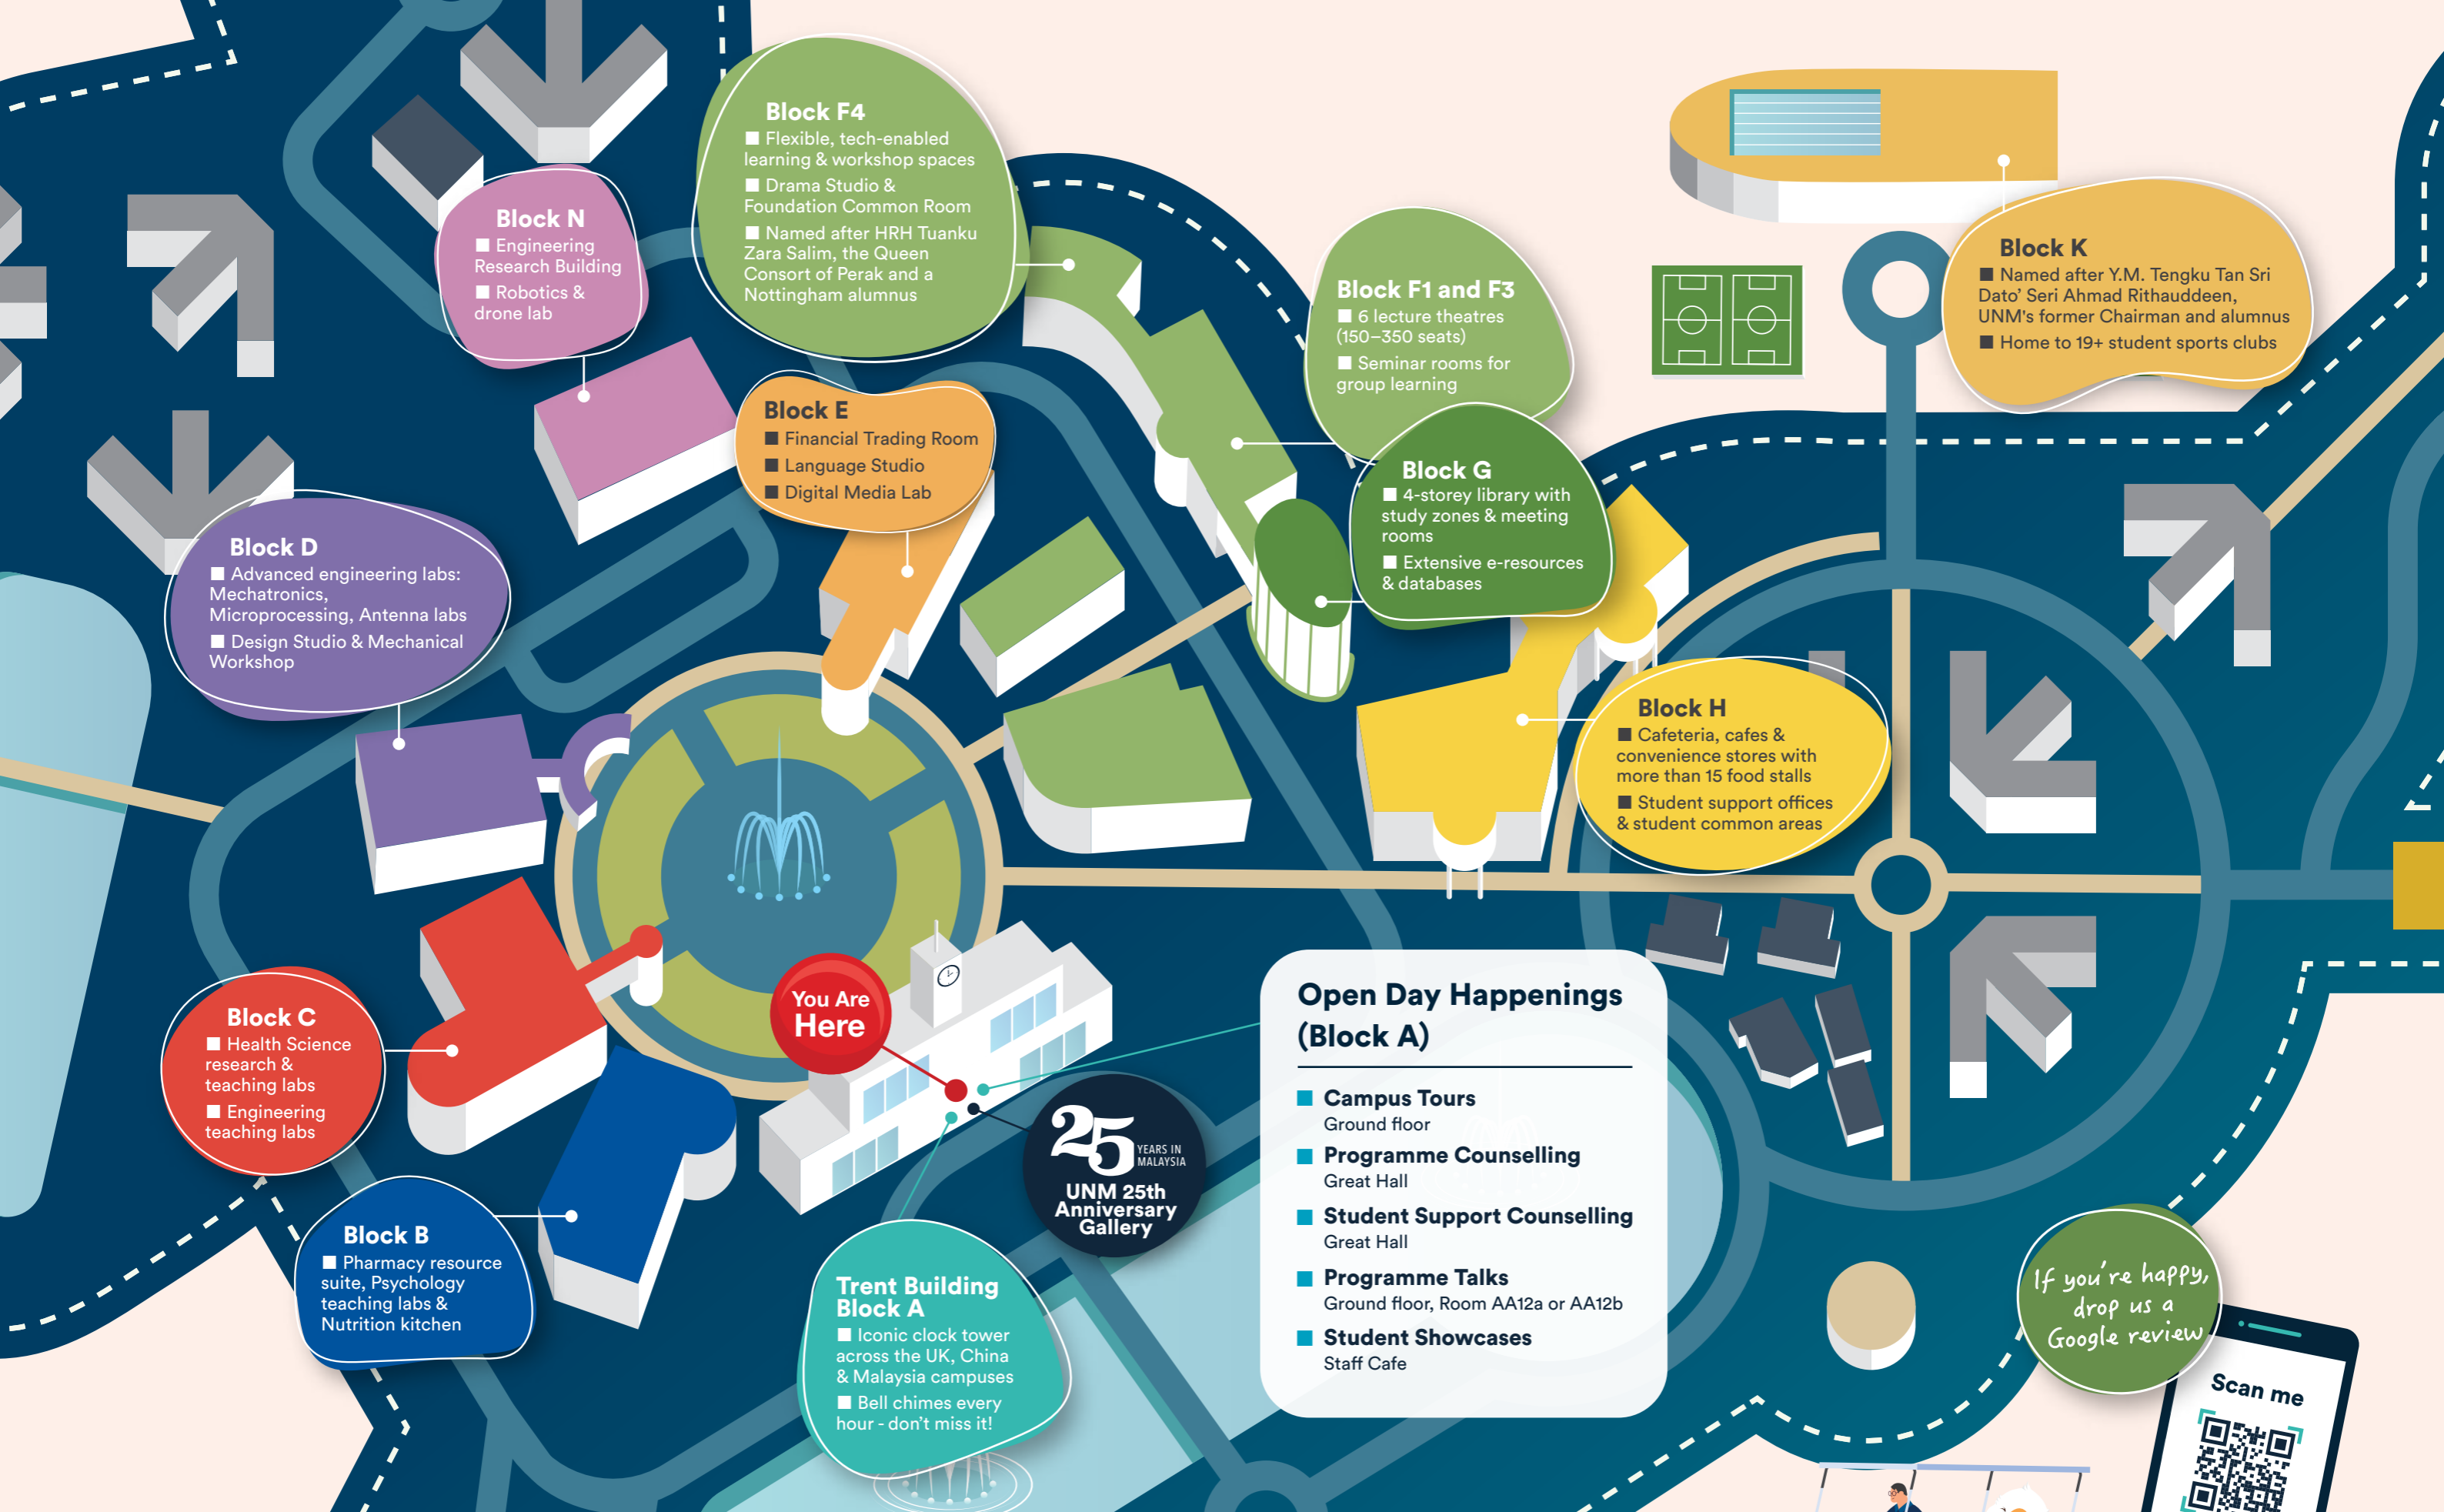 Block F4
■ Flexible, tech-enabled
learning & workshop spaces
■ Drama Studio &
Foundation Common Room
■ Named after HRH Tuanku
Zara Salim, the Queen
Consort of Perak and a
Nottingham alumnus
Block N
■ Engineering
Research Building
■ Robotics &
drone lab
Block F1 and F3
■ 6 lecture theatres
(150–350 seats)
■ Seminar rooms for
group learning
Block K
■ Named after Y.M. Tengku Tan Sri
Dato' Seri Ahmad Rithauddeen,
UNM's former Chairman and alumnus
■ Home to 19+ student sports clubs
Block E
■ Financial Trading Room
■ Language Studio
■ Digital Media Lab
Block G
■ 4-storey library with
study zones & meeting
rooms
■ Extensive e-resources
& databases
Block D
■ Advanced engineering labs:
Mechatronics,
Microprocessing, Antenna labs
■ Design Studio & Mechanical
Workshop
Block H
■ Cafeteria, cafes &
convenience stores with
more than 15 food stalls
■ Student support offices
& student common areas
You Are
Here
Block C
■ Health Science
research &
teaching labs
■ Engineering
teaching labs
25 YEARS IN
MALAYSIA
UNM 25th
Anniversary
Gallery
Block B
■ Pharmacy resource
suite, Psychology
teaching labs &
Nutrition kitchen
Trent Building
Block A
■ Iconic clock tower
across the UK, China
& Malaysia campuses
■ Bell chimes every
hour - don't miss it!
Open Day Happenings
(Block A)
■ Campus Tours
Ground floor
■ Programme Counselling
Great Hall
■ Student Support Counselling
Great Hall
■ Programme Talks
Ground floor, Room AA12a or AA12b
■ Student Showcases
Staff Cafe
If you're happy,
drop us a
Google review
Scan me